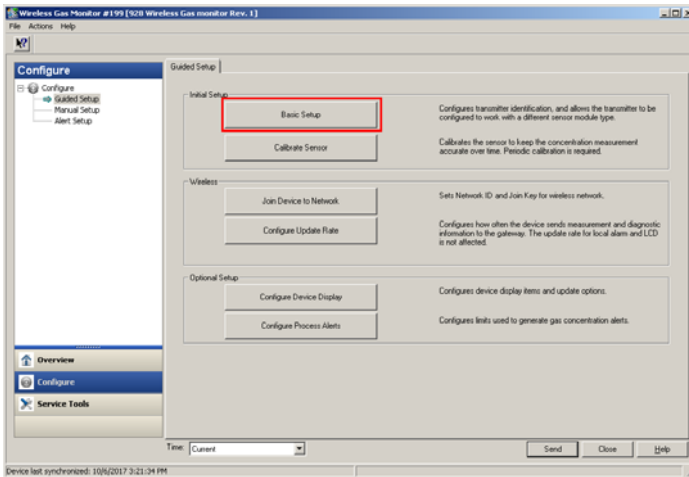 Wireless Gas Monitor #199 [928 Wireless Gas monitor Rev. 1]
File Actions Help
Configure
Configure
Guided Setup
Manual Setup
Alert Setup
Overview
Configure
Service Tools
Guided Setup
Initial Setup
Basic Setup
Configures transmitter identification, and allows the transmitter to be
configured to work with a different sensor module type.
Calibrate Sensor
Calibrates the sensor to keep the concentration measurement
accurate over time. Periodic calibration is required.
Wireless
Join Device to Network
Sets Network ID and Join Key for wireless network.
Configure Update Rate
Configures how often the device sends measurement and diagnostic
information to the gateway. The update rate for local alarm and LCD
is not affected.
Optional Setup
Configure Device Display
Configures device display items and update options.
Configure Process Alerts
Configures limits used to generate gas concentration alerts.
Time: Current
Send Close Help
Device last synchronized: 10/6/2017 3:21:34 PM